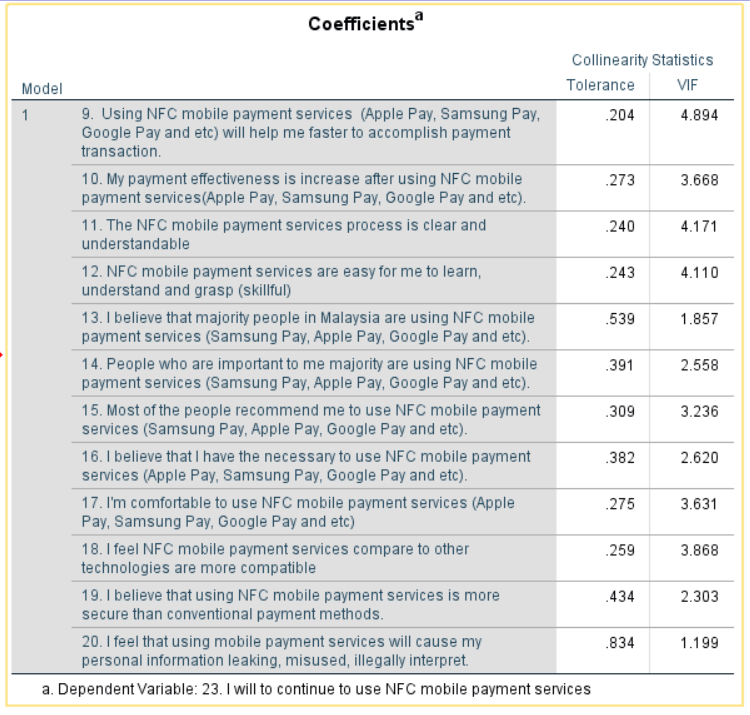 Coefficientsa
Collinearity Statistics
Model
Tolerance VIF
1 9. Using NFC mobile payment services (Apple Pay, Samsung Pay, .204 4.894
Google Pay and etc) will help me faster to accomplish payment
transaction.
10. My payment effectiveness is increase after using NFC mobile .273 3.668
payment services(Apple Pay, Samsung Pay, Google Pay and etc).
11. The NFC mobile payment services process is clear and .240 4.171
understandable
12. NFC mobile payment services are easy for me to learn, .243 4.110
understand and grasp (skillful)
13. I believe that majority people in Malaysia are using NFC mobile .539 1.857
payment services (Samsung Pay, Apple Pay, Google Pay and etc).
14. People who are important to me majority are using NFC mobile .391 2.558
payment services (Samsung Pay, Apple Pay, Google Pay and etc).
15. Most of the people recommend me to use NFC mobile payment .309 3.236
services (Samsung Pay, Apple Pay, Google Pay and etc).
16. I believe that I have the necessary to use NFC mobile payment .382 2.620
services (Apple Pay, Samsung Pay, Google Pay and etc).
17. I'm comfortable to use NFC mobile payment services (Apple .275 3.631
Pay, Samsung Pay, Google Pay and etc)
18. I feel NFC mobile payment services compare to other .259 3.868
technologies are more compatible
19. I believe that using NFC mobile payment services is more .434 2.303
secure than conventional payment methods.
20. I feel that using mobile payment services will cause my .834 1.199
personal information leaking, misused, illegally interpret.
a. Dependent Variable: 23. I will to continue to use NFC mobile payment services